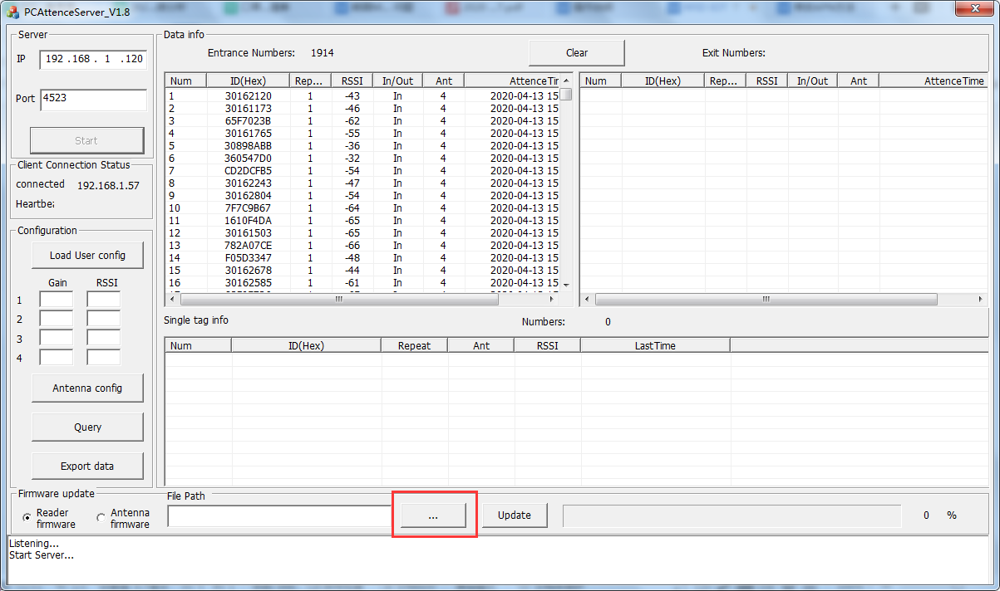 PCAttenceServer_V1.8
Server
IP 192 .168 . 1 .120
Port 4523
Start
Client Connection Status
connected 192.168.1.57
Heartbe
Configuration
Load User config
Gain RSSI
1
2
3
4
Antenna config
Query
Export data
Data info
Entrance Numbers: 1914
Clear
Exit Numbers:
Num ID(Hex) Rep... RSSI In/Out Ant AttenceTir
1 30162120 1 -43 In 4 2020-04-13 15
2 30161173 1 -46 In 4 2020-04-13 15
3 65F7023B 1 -62 In 4 2020-04-13 15
4 30161765 1 -55 In 4 2020-04-13 15
5 30898ABB 1 -36 In 4 2020-04-13 15
6 360547D0 1 -32 In 4 2020-04-13 15
7 CD2DCFB5 1 -54 In 4 2020-04-13 15
8 30162243 1 -47 In 4 2020-04-13 15
9 30162804 1 -54 In 4 2020-04-13 15
10 7F7C9B67 1 -64 In 4 2020-04-13 15
11 1610F4DA 1 -65 In 4 2020-04-13 15
12 30161503 1 -65 In 4 2020-04-13 15
13 782A07CE 1 -66 In 4 2020-04-13 15
14 F05D3347 1 -48 In 4 2020-04-13 15
15 30162678 1 -44 In 4 2020-04-13 15
16 30162585 1 -61 In 4 2020-04-13 15
Num ID(Hex) Rep... RSSI In/Out Ant AttenceTime
Single tag info
Numbers: 0
Num ID(Hex) Repeat Ant RSSI LastTime
Firmware update
Reader firmware
Antenna firmware
File Path
...
Update
0 %
Listening...
Start Server...